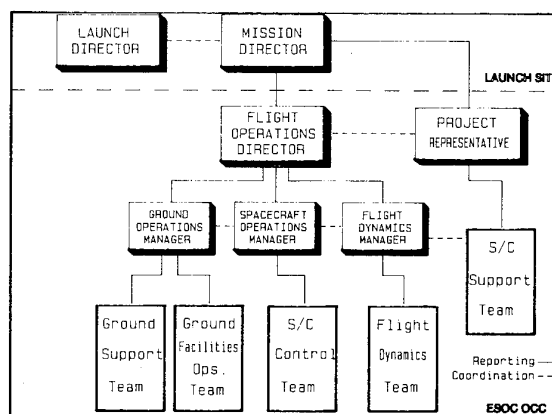 LAUNCH
DIRECTOR
MISSION
DIRECTOR
LAUNCH SIT
FLIGHT
OPERATIONS
DIRECTOR
PROJECT
REPRESENTATIVE
GROUND
OPERATIONS
MANAGER
SPACECRAFT
OPERATIONS
MANAGER
FLIGHT
DYNAMICS
MANAGER
S/C
Support
Team
Ground
Support
Team
Ground
Facilities
Ops.
Team
S/C
Control
Team
Flight
Dynamics
Team
Reporting
Coordination
ESOC OCC